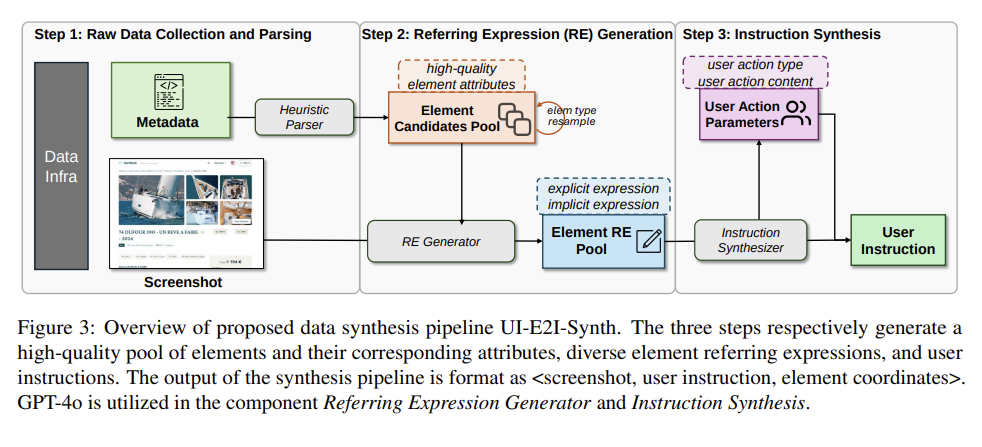 Step 1: Raw Data Collection and Parsing
Step 2: Referring Expression (RE) Generation
Step 3: Instruction Synthesis
Data
Infra
Metadata
Heuristic
Parser
high-quality
element attributes
Element
Candidates Pool
elem type
resample
user action type
user action content
User Action
Parameters
74 DUFOUR 390 - UN REVE A FAIRE
- 2024
1 194 €
Screenshot
RE Generator
explicit expression
implicit expression
Element RE
Pool
Instruction
Synthesizer
User
Instruction
Figure 3: Overview of proposed data synthesis pipeline UI-E2I-Synth. The three steps respectively generate a
high-quality pool of elements and their corresponding attributes, diverse element referring expressions, and user
instructions. The output of the synthesis pipeline is format as <screenshot, user instruction, element coordinates>.
GPT-4o is utilized in the component Referring Expression Generator and Instruction Synthesis.